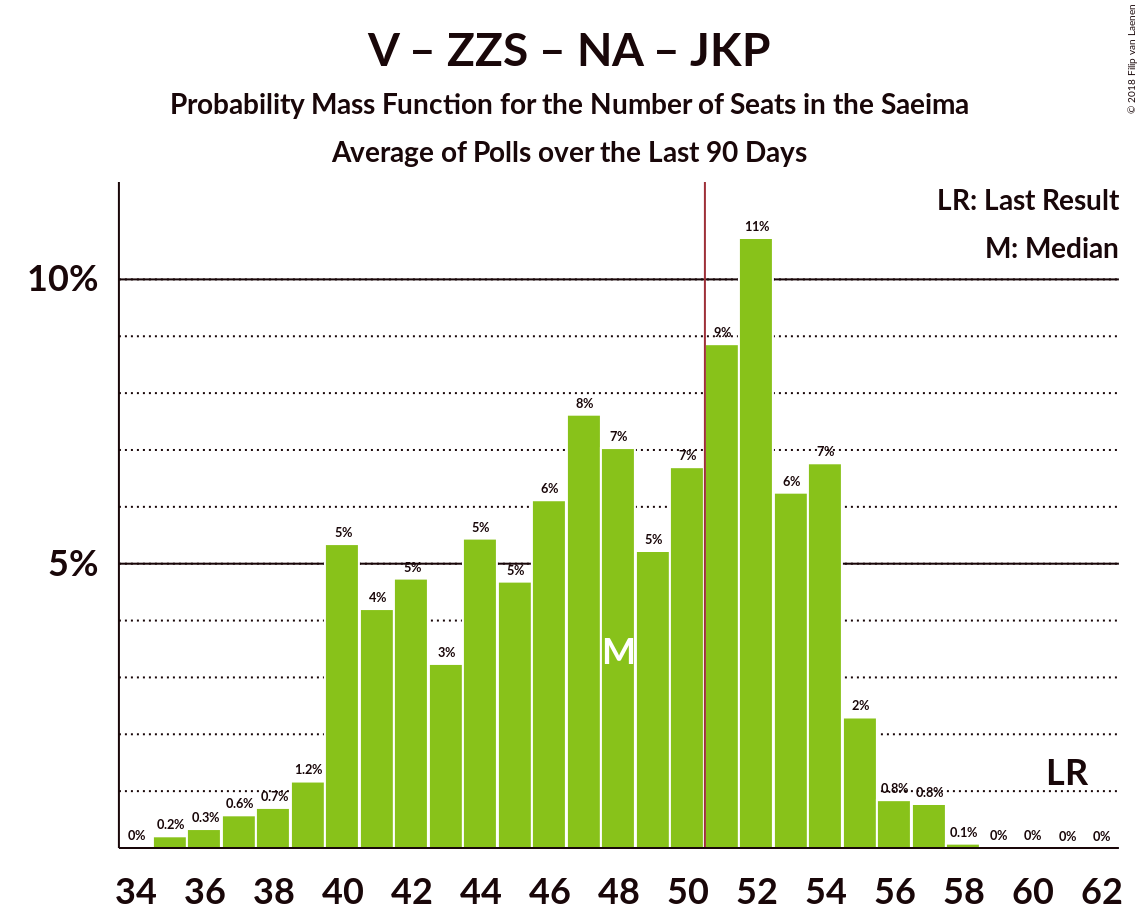 V – ZZS – NA – JKP
Probability Mass Function for the Number of Seats in the Saeima
Average of Polls over the Last 90 Days
© 2018 Filip van Laenen
LR: Last Result
M: Median
10%
5%
0% 0.2% 0.3% 0.6% 0.7% 1.2% 5% 4% 5% 3% 5% 5% 6% 8% 7% 5% 7% 9% 11% 6% 7% 2% 0.8% 0.8% 0.1% 0% 0% 0% 0%
M
LR
34 36 38 40 42 44 46 48 50 52 54 56 58 60 62